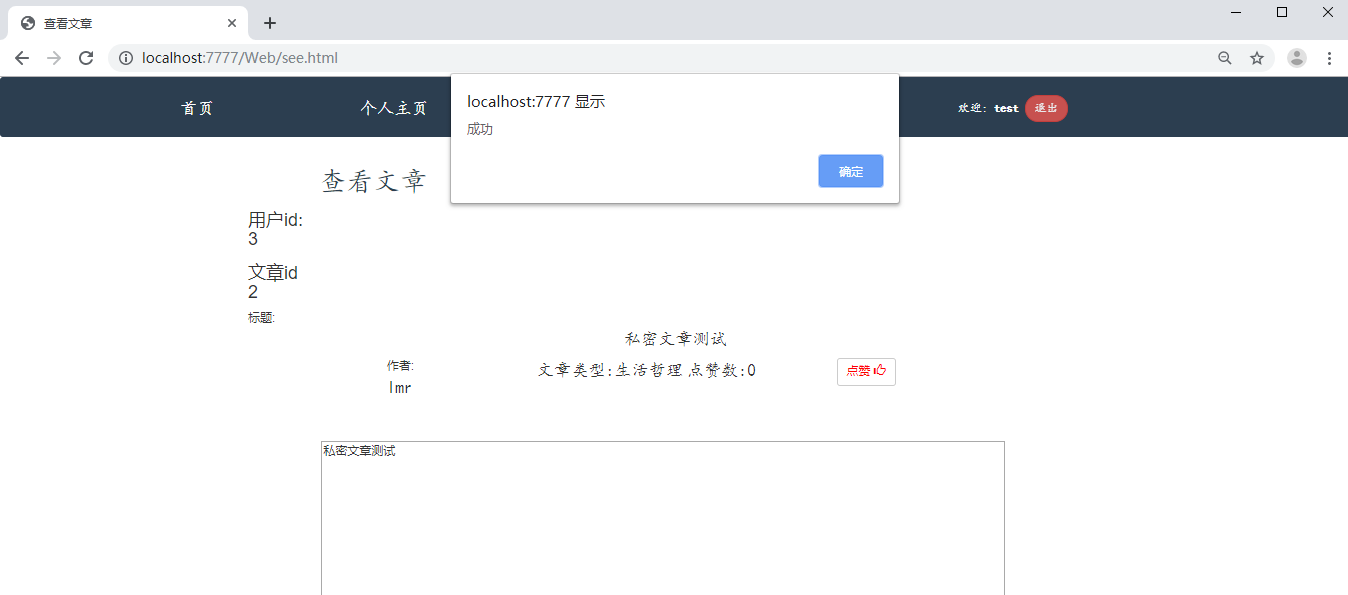 查看文章
localhost:7777/Web/see.html
首页
个人主页
欢迎: test 退出
localhost:7777 显示
成功
确定
查看文章
用户id:
3
文章id
2
标题:
私密文章测试
作者:
lmr
文章类型:生活哲理 点赞数:0
点赞
私密文章测试